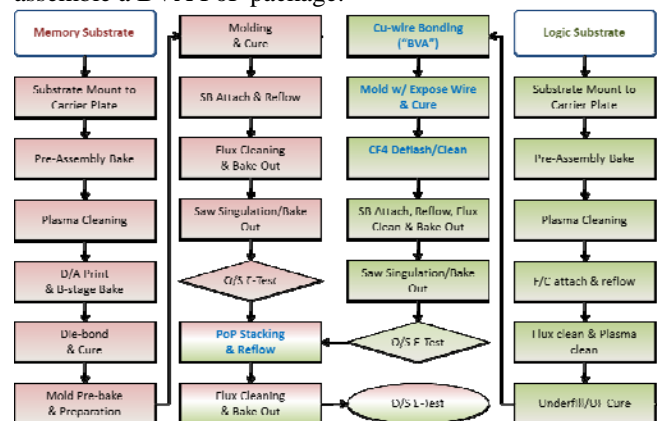 assemble a BVA PoP package.
Memory Substrate
Substrate Mount to
Carrier Plate
Pre-Assembly Bake
Plasma Cleaning
D/A Print
& B-stage Bake
Die-bond
& Cure
Mold Pre-bake
& Preparation
Molding
& Cure
SB Attach & Reflow
Flux Cleaning
& Bake Out
Saw Singulation/Bake
Out
O/S E-Test
PoP Stacking
& Reflow
Flux Cleaning
& Bake Out
Cu-wire Bonding
("BVA")
Mold w/ Expose Wire
& Cure
CF4 Deflash/Clean
SB Attach, Reflow, Flux
Clean & Bake Out
Saw Singulation/Bake
Out
O/S E-Test
O/S E-Test
Logic Substrate
Substrate Mount to
Carrier Plate
Pre-Assembly Bake
Plasma Cleaning
F/C attach & reflow
Flux clean & Plasma
clean
Underfill/UF Cure